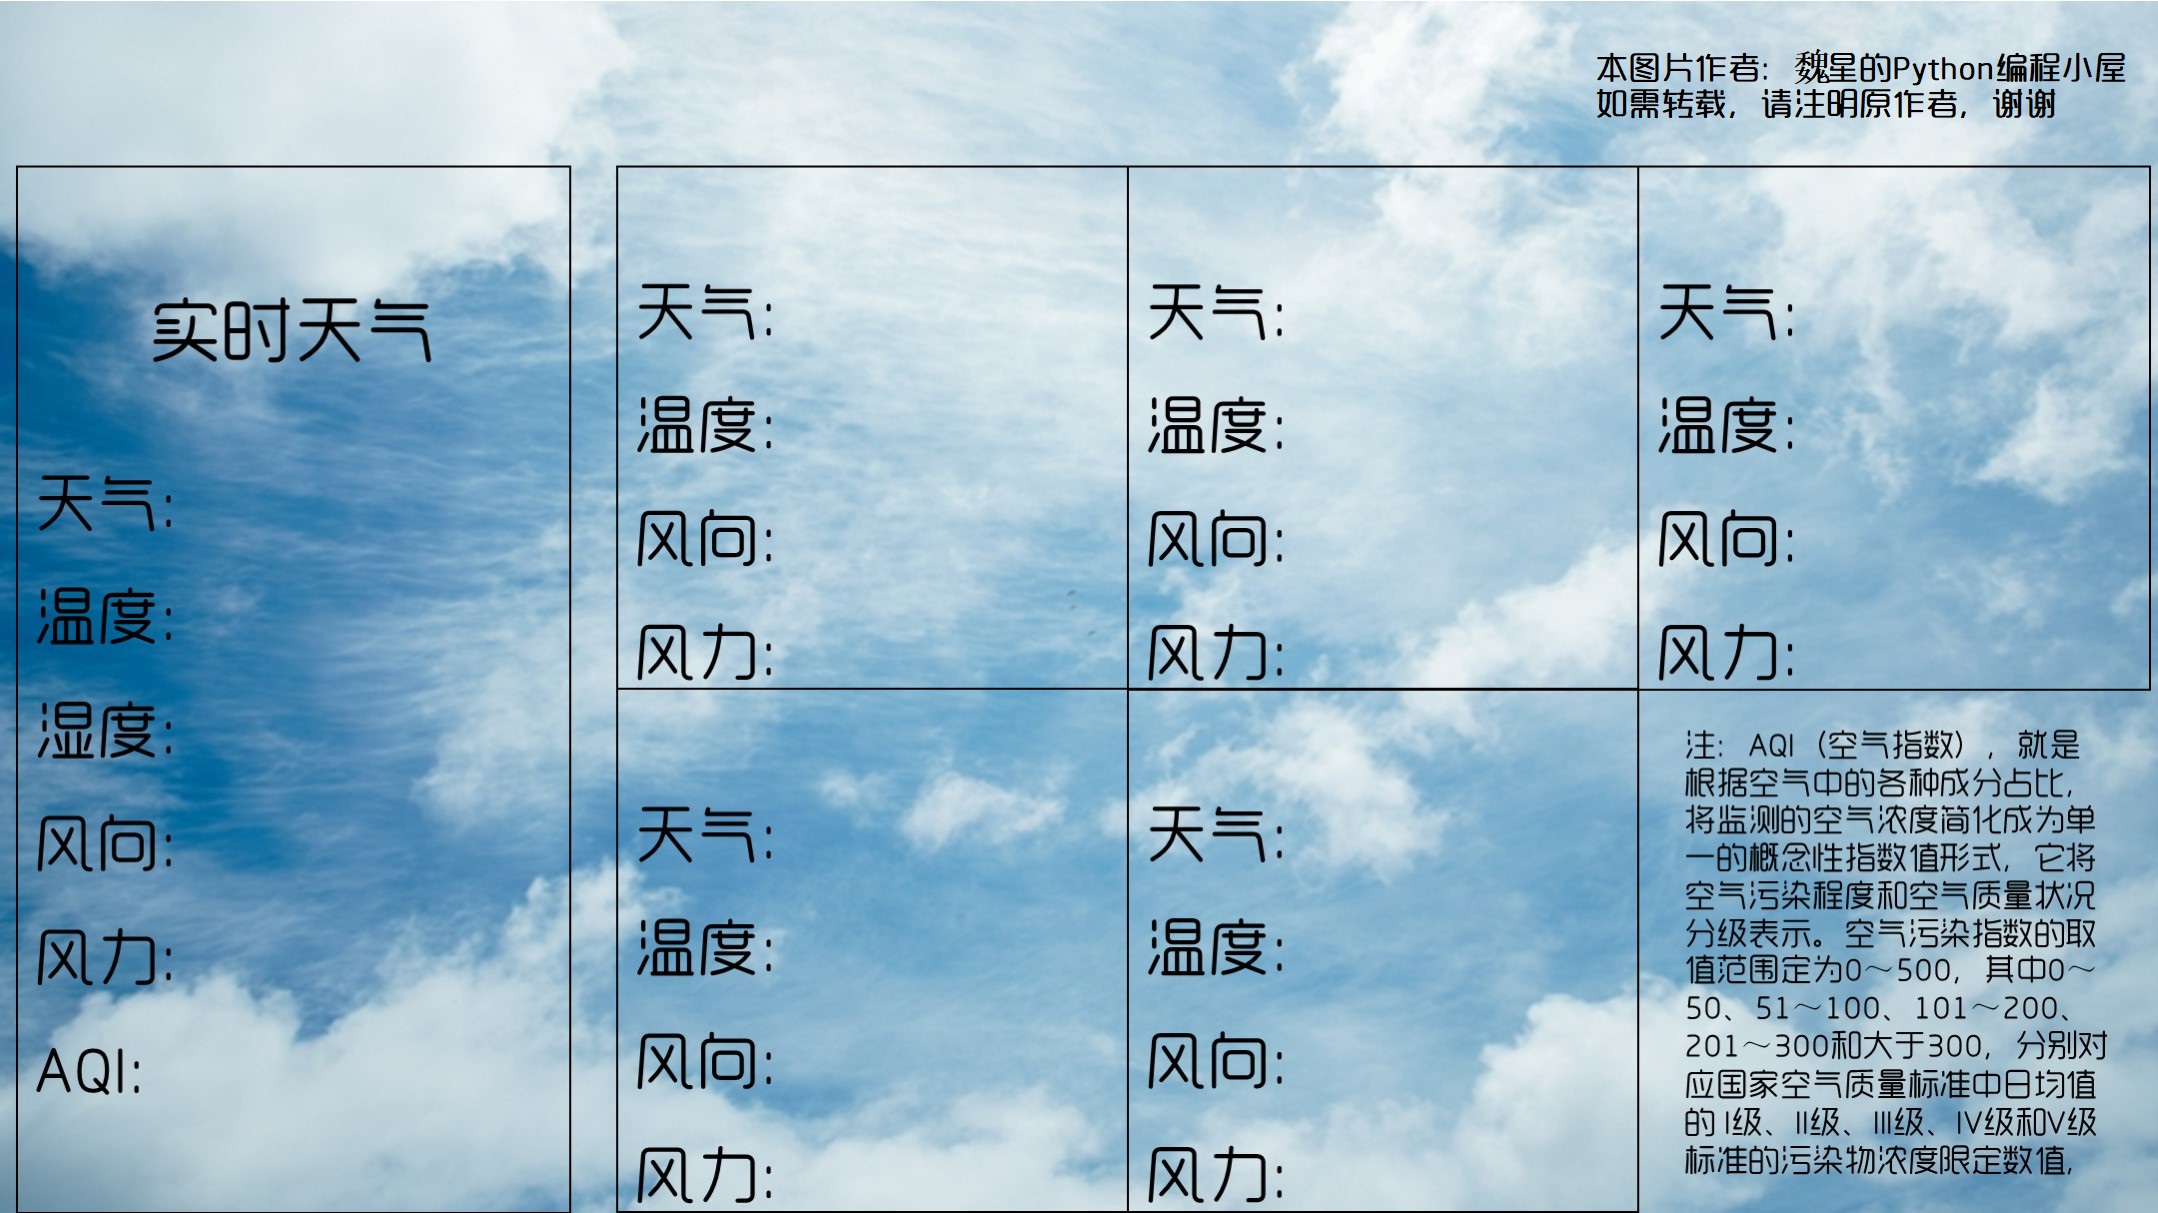 本图片作者：魏星的Python编程小屋
如需转载，请注明原作者，谢谢
实时天气
天气:
温度:
湿度:
风向:
风力:
AQI:
天气:
温度:
风向:
风力:
天气:
温度:
风向:
风力:
天气:
温度:
风向:
风力:
天气:
温度:
风向:
风力:
天气:
温度:
风向:
风力:
注：AQI（空气指数），就是
根据空气中的各种成分占比，
将监测的空气浓度简化成为单
一的概念性指数值形式，它将
空气污染程度和空气质量状况
分级表示。空气污染指数的取
值范围定为0～500，其中0～
50、51～100、101～200、
201～300和大于300，分别对
应国家空气质量标准中日均值
的 I级、II级、III级、IV级和V级
标准的污染物浓度限定数值，